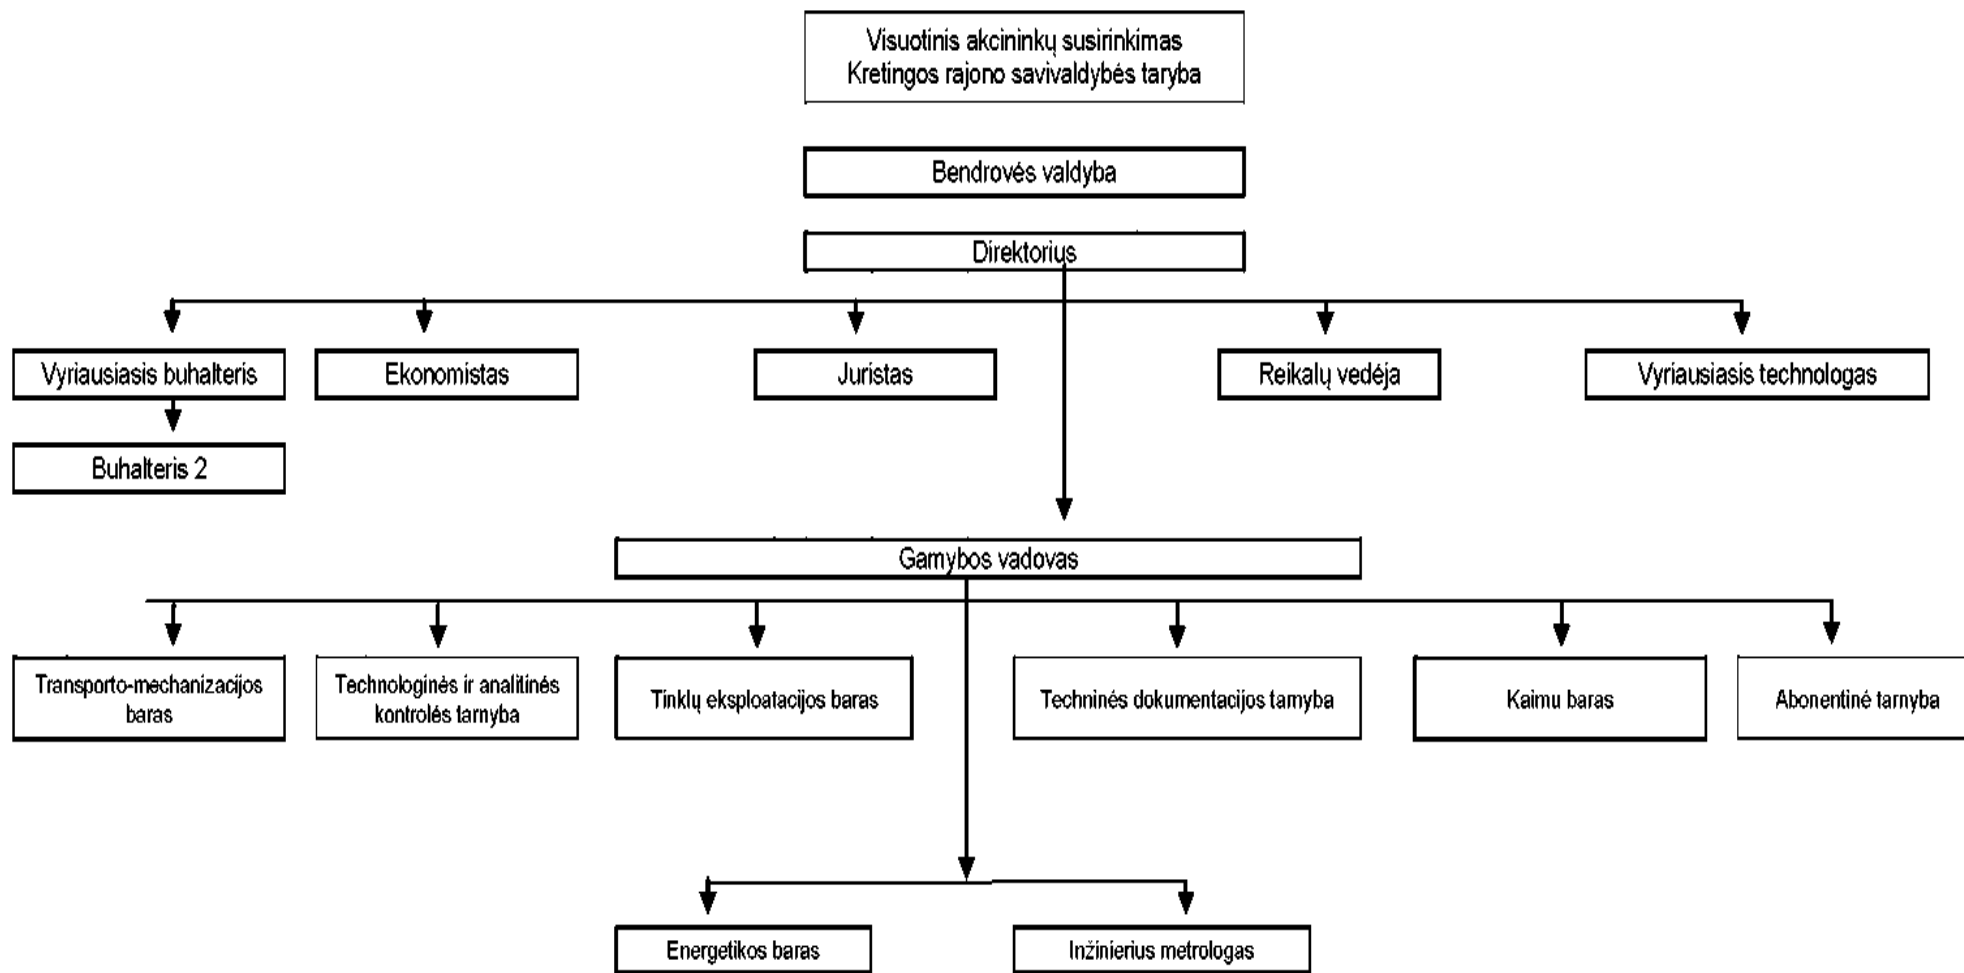 Visuotinis akcininkų susirinkimas
Kretingos rajono savivaldybės taryba
Bendrovės valdyba
Direktorius
Vyriausiasis buhalteris
Ekonomistas
Juristas
Reikalų vedėja
Vyriausiasis technologas
Buhalteris 2
Gamybos vadovas
Transporto-mechanizacijos
baras
Technologinės ir analitinės
kontrolės tarnyba
Tinklų eksploatacijos baras
Techninės dokumentacijos tarnyba
Kaimu baras
Abonentinė tarnyba
Energetikos baras
Inžinierius metrologas